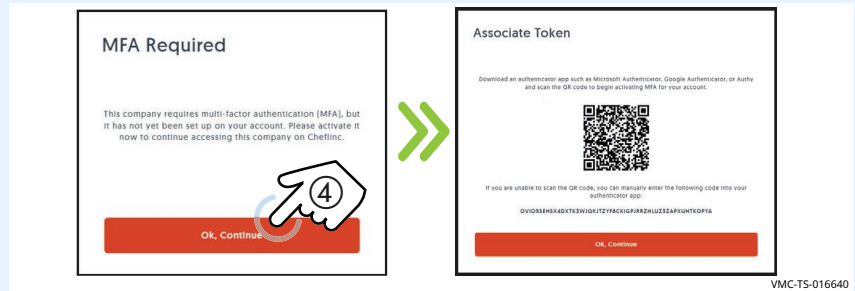 MFA Required
This company requires multi-factor authentication (MFA), but
it has not yet been set up on your account. Please activate it
now to continue accessing this company on Cheflinc.
4
Ok, Continue
Associate Token
Download an authenticator app such as Microsoft Authenticator, Google Authenticator, or Authy
and scan the QR code to begin activating MFA for your account.
If you are unable to scan the QR code, you can manually enter the following code into your
authenticator app:
Ok, Continue
VMC-TS-016640